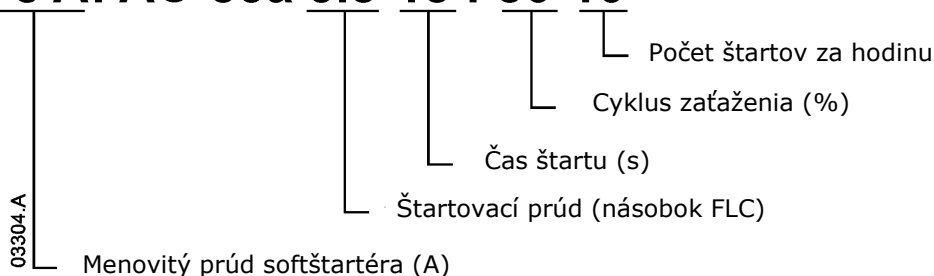 Počet štartov za hodinu
Cyklus zaťaženia (%)
Čas štartu (s)
Štartovací prúd (násobok FLC)
03304.A
Menovitý prúd softštartéra (A)